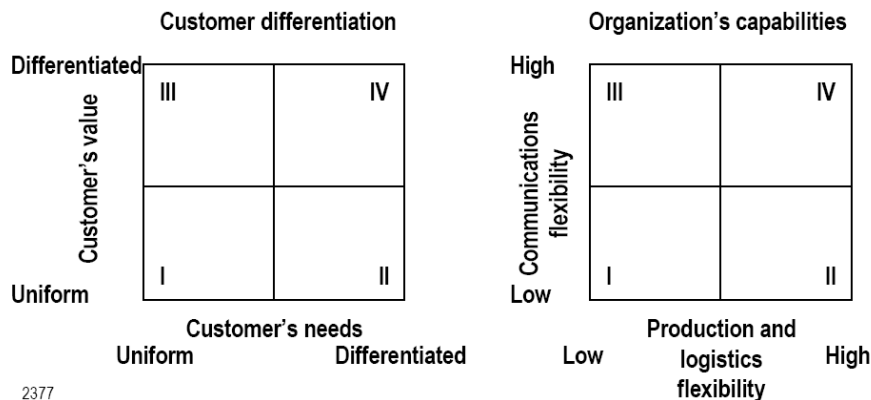 Customer differentiation
Differentiated
III
IV
Customer's value
I
II
Uniform
Customer's needs
Uniform
Differentiated
Organization's capabilities
High
III
IV
Communications
flexibility
I
II
Low
Production and
logistics
flexibility
Low
High
2377